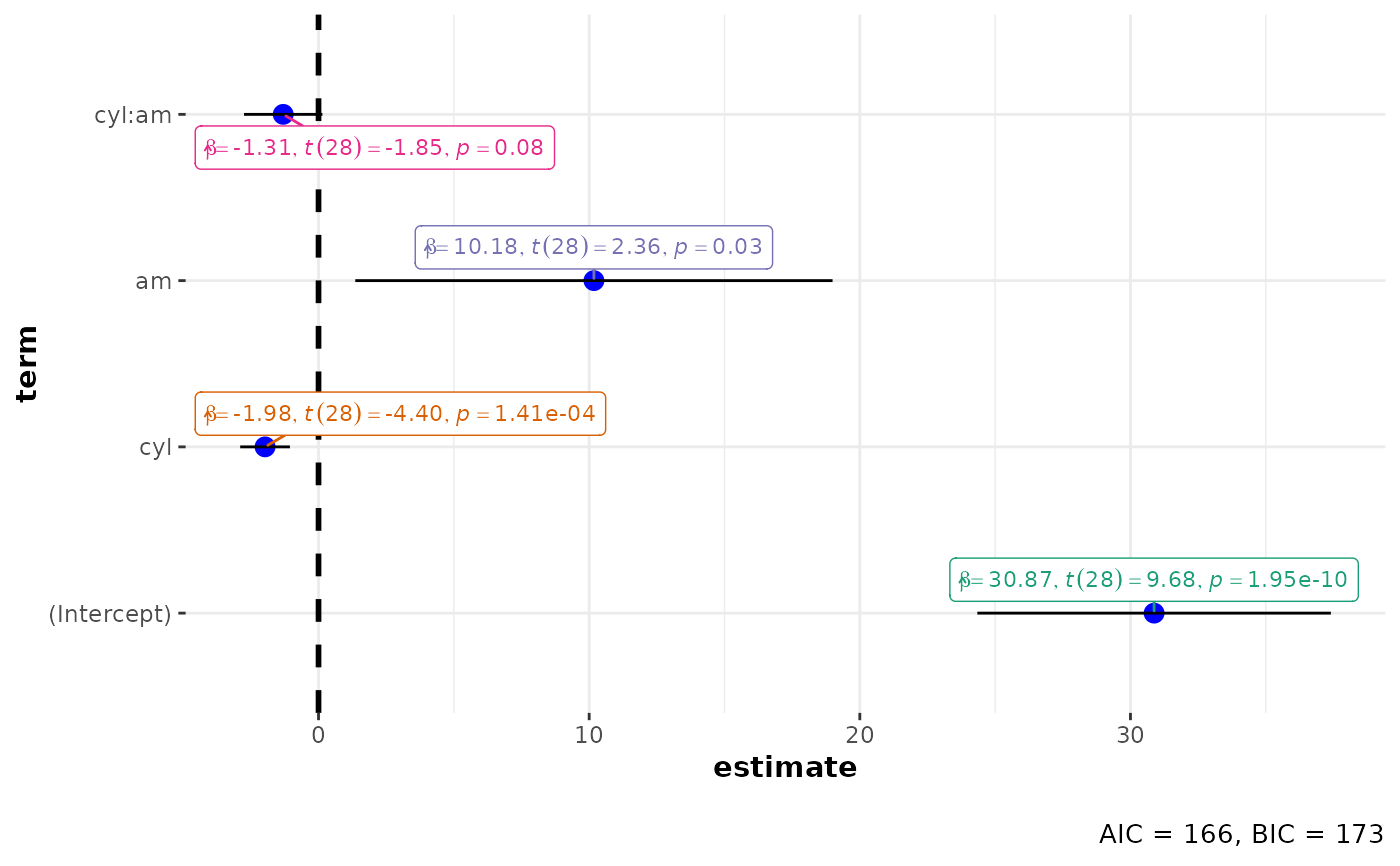 cyl:am
β̂ = -1.31, t(28) = -1.85, p = 0.08
β̂ = 10.18, t(28) = 2.36, p = 0.03
am
term
β̂ = -1.98, t(28) = -4.40, p = 1.41e-04
cyl
β̂ = 30.87, t(28) = 9.68, p = 1.95e-10
(Intercept)
0 10 20 30
estimate
AIC = 166, BIC = 173